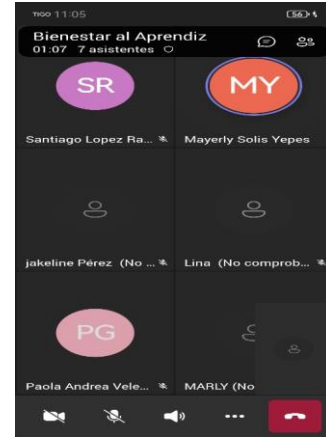 TIGO 11:05 56
Bienestar al Aprendiz
01:07 7 asistentes
SR MY
Santiago Lopez Ra... Mayerly Solis Yepes
jakeline Pérez (No ... Lina (No comprob...
PG
Paola Andrea Vele... MARLY (No